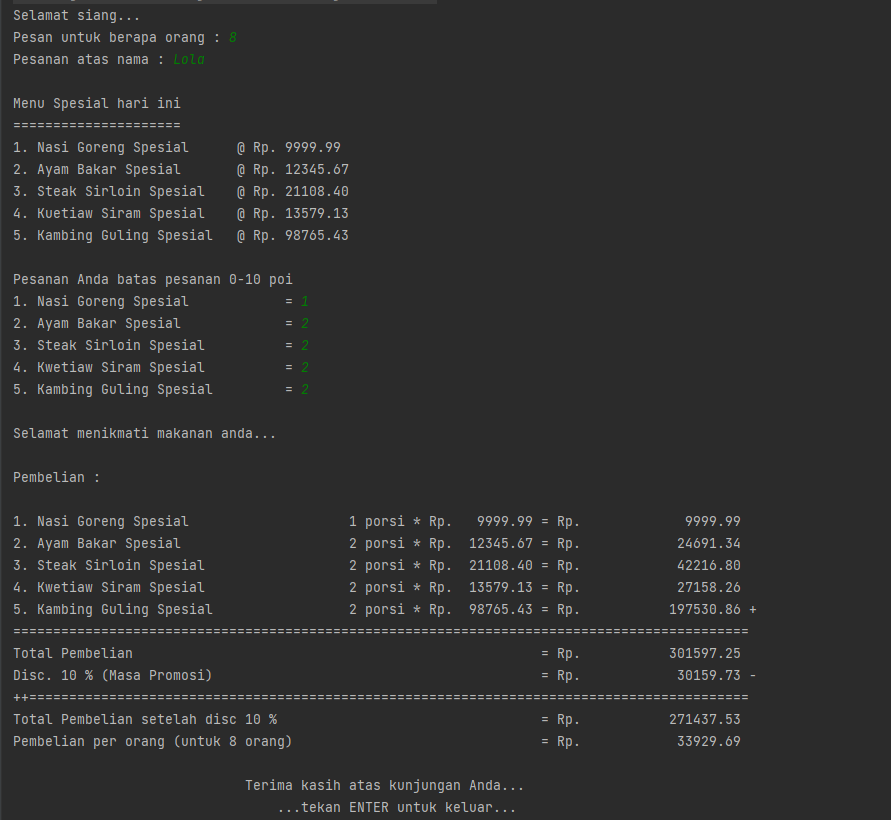 Selamat siang...
Pesan untuk berapa orang : 8
Pesanan atas nama : Lola
Menu Spesial hari ini
=====================
1. Nasi Goreng Spesial      @ Rp. 9999.99
2. Ayam Bakar Spesial       @ Rp. 12345.67
3. Steak Sirloin Spesial    @ Rp. 21108.40
4. Kuetiaw Siram Spesial    @ Rp. 13579.13
5. Kambing Guling Spesial   @ Rp. 98765.43
Pesanan Anda batas pesanan 0-10 poi
1. Nasi Goreng Spesial            = 1
2. Ayam Bakar Spesial             = 2
3. Steak Sirloin Spesial          = 2
4. Kwetiaw Siram Spesial          = 2
5. Kambing Guling Spesial         = 2
Selamat menikmati makanan anda...
Pembelian :
1. Nasi Goreng Spesial                    1 porsi * Rp.   9999.99 = Rp.             9999.99
2. Ayam Bakar Spesial                     2 porsi * Rp.  12345.67 = Rp.            24691.34
3. Steak Sirloin Spesial                  2 porsi * Rp.  21108.40 = Rp.            42216.80
4. Kwetiaw Siram Spesial                  2 porsi * Rp.  13579.13 = Rp.            27158.26
5. Kambing Guling Spesial                 2 porsi * Rp.  98765.43 = Rp.           197530.86 +
============================================================================================
Total Pembelian                                                   = Rp.           301597.25
Disc. 10 % (Masa Promosi)                                         = Rp.            30159.73 -
++==========================================================================================
Total Pembelian setelah disc 10 %                                 = Rp.           271437.53
Pembelian per orang (untuk 8 orang)                               = Rp.            33929.69
Terima kasih atas kunjungan Anda...
...tekan ENTER untuk keluar...